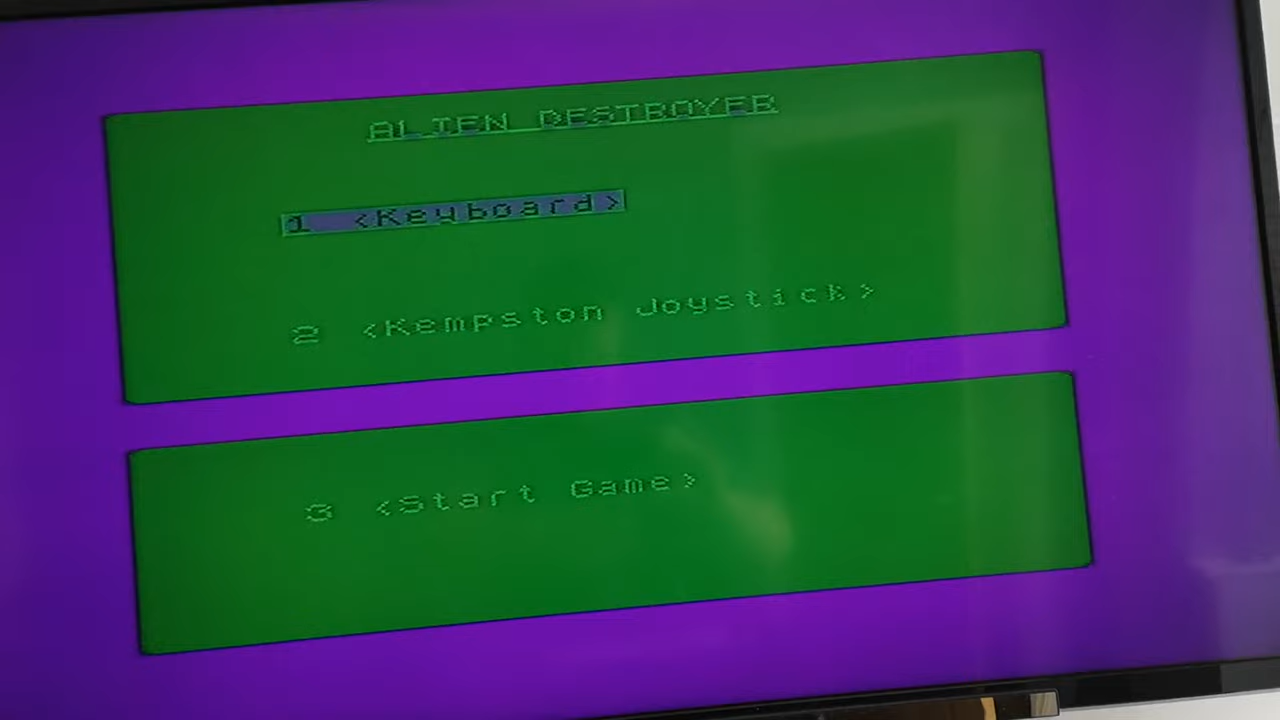 ALIEN DESTROYER
1 <Keyboard>
2 <Kempston Joystick>
3 <Start Game>